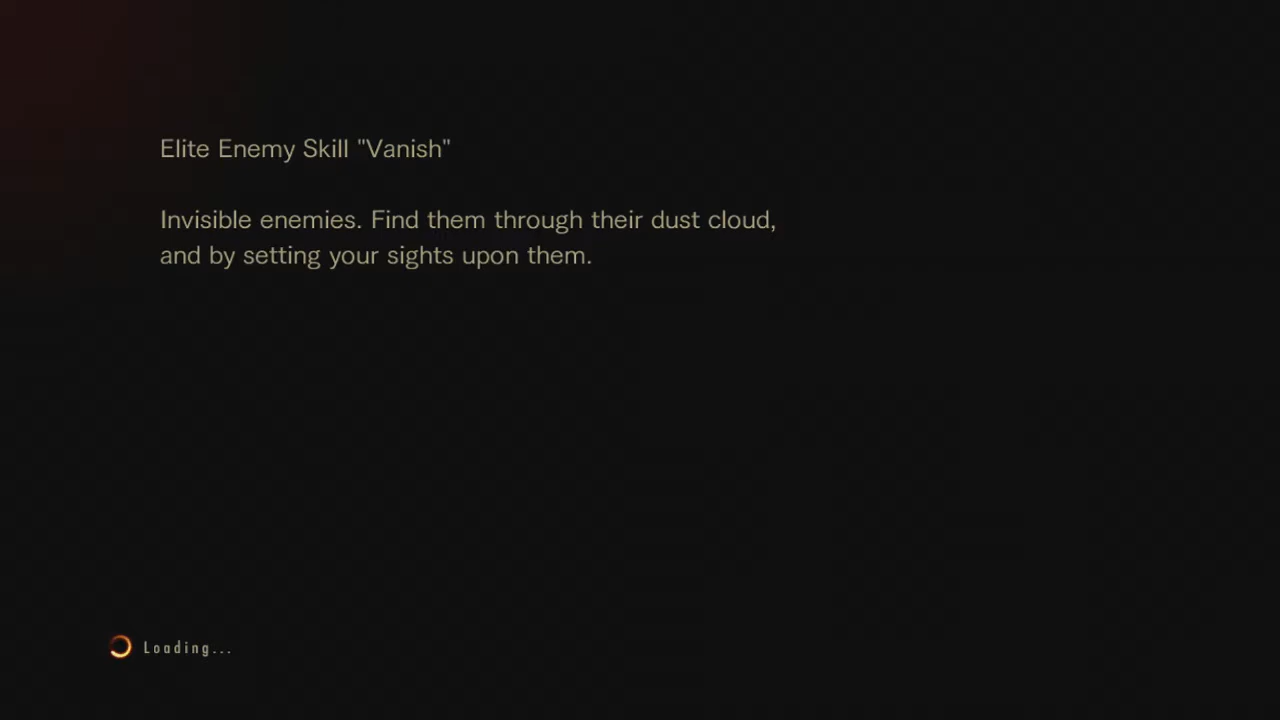 Elite Enemy Skill "Vanish"
Invisible enemies. Find them through their dust cloud,
and by setting your sights upon them.
Loading...